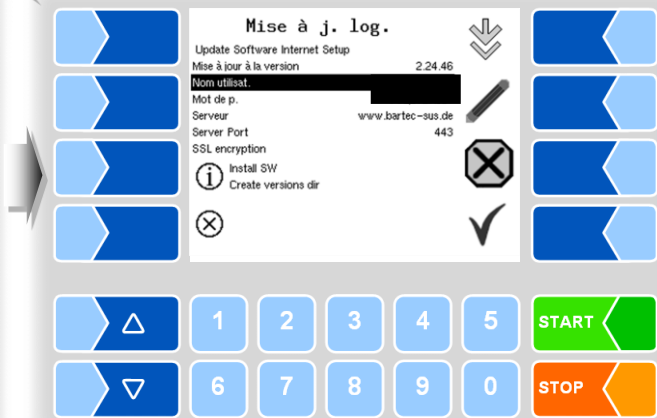 Mise à j. log.
Update Software Internet Setup
Mise à jour à la version 2.24.46
Nom utilisat.
Mot de p.
Serveur www.bartec-sus.de
Server Port 443
SSL encryption
Install SW
Create versions dir
1 2 3 4 5 START
6 7 8 9 0 STOP